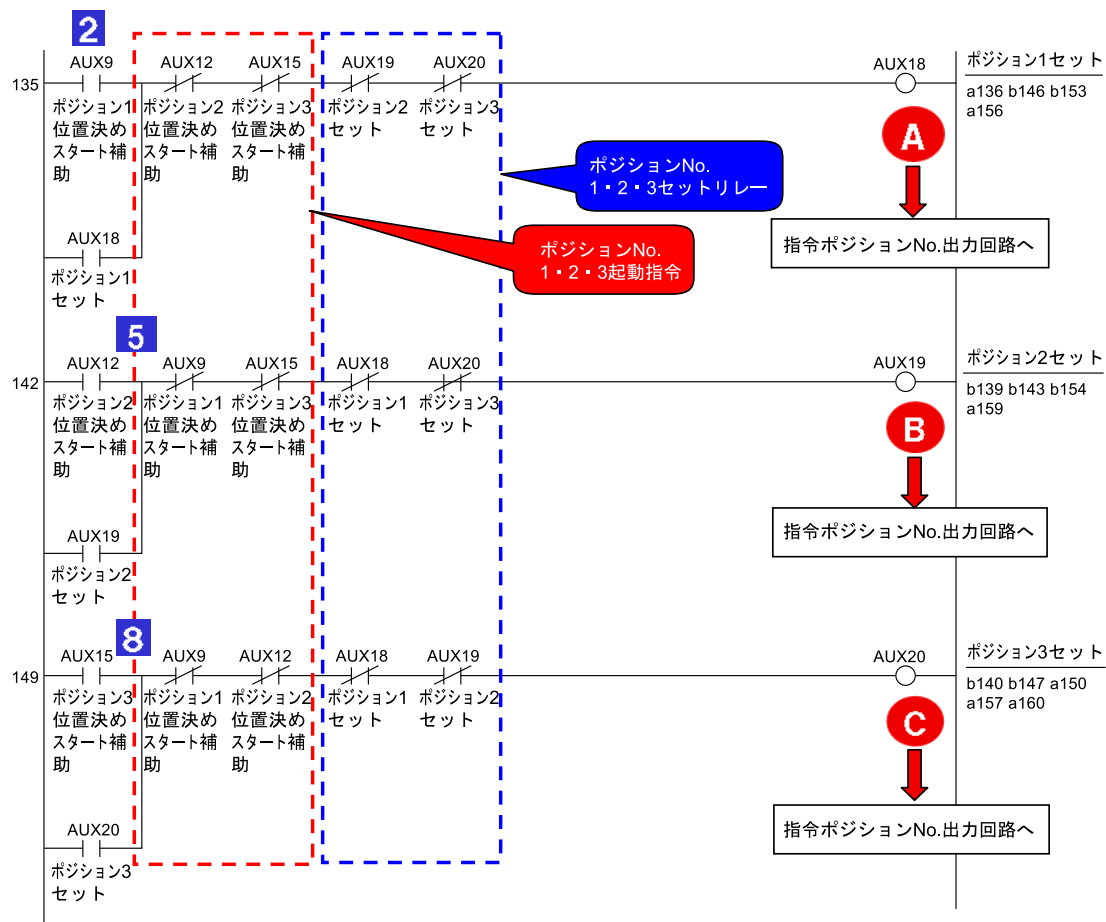 2
AUX9
AUX12
AUX15
AUX19
AUX20
AUX18
ポジション1セット
135
a136 b146 b153
a156
ポジション1
位置決め
スタート補
助
ポジション2
位置決め
スタート補
助
ポジション3
位置決め
スタート補
助
ポジション2
セット
ポジション3
セット
A
ポジションNo.
1・2・3セットリレー
指令ポジションNo.出力回路へ
AUX18
ポジション1
セット
ポジションNo.
1・2・3起動指令
5
AUX12
AUX9
AUX15
AUX18
AUX20
AUX19
ポジション2セット
142
b139 b143 b154
a159
ポジション2
位置決め
スタート補
助
ポジション1
位置決め
スタート補
助
ポジション3
位置決め
スタート補
助
ポジション1
セット
ポジション3
セット
B
指令ポジションNo.出力回路へ
AUX19
ポジション2
セット
8
AUX15
AUX9
AUX12
AUX18
AUX19
AUX20
ポジション3セット
149
b140 b147 a150
a157 a160
ポジション3
位置決め
スタート補
助
ポジション1
位置決め
スタート補
助
ポジション2
位置決め
スタート補
助
ポジション1
セット
ポジション2
セット
C
指令ポジションNo.出力回路へ
AUX20
ポジション3
セット